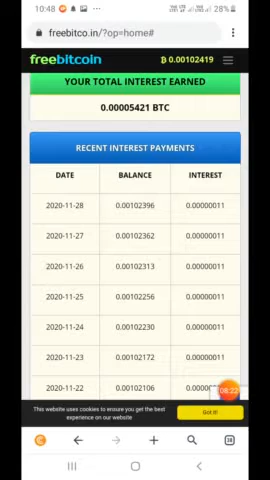 10:48
28%
freebitco.in/?op=home#
freebitcoin
฿ 0.00102419
YOUR TOTAL INTEREST EARNED
0.00005421 BTC
RECENT INTEREST PAYMENTS
DATE BALANCE INTEREST
2020-11-28 0.00102396 0.00000011
2020-11-27 0.00102362 0.00000011
2020-11-26 0.00102313 0.00000011
2020-11-25 0.00102256 0.00000011
2020-11-24 0.00102230 0.00000011
2020-11-23 0.00102172 0.00000011
2020-11-22 0.00102106
08:22
This website uses cookies to ensure you get the best
experience on our website
Got it!